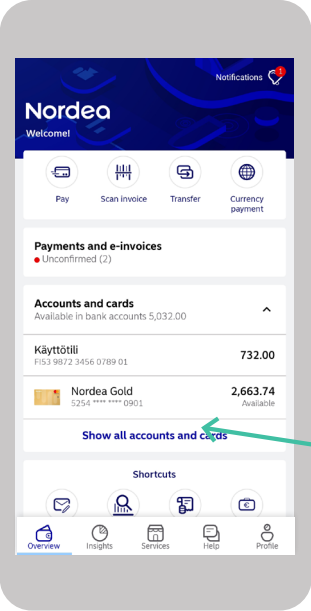 Notifications 1
Nordea
Welcome!
Pay Scan invoice Transfer Currency
payment
Payments and e-invoices
Unconfirmed (2)
Accounts and cards
Available in bank accounts 5,032.00
Käyttötili 732.00
FI53 9872 3456 0789 01
Nordea Gold 2,663.74
5254 **** **** 0901 Available
Show all accounts and cards
Shortcuts
Overview Insights Services Help Profile